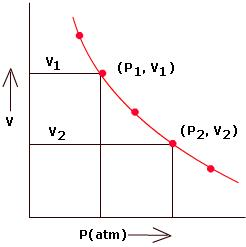 V₁
(P₁, V₁)
V
V₂
(P₂, V₂)
P(atm)